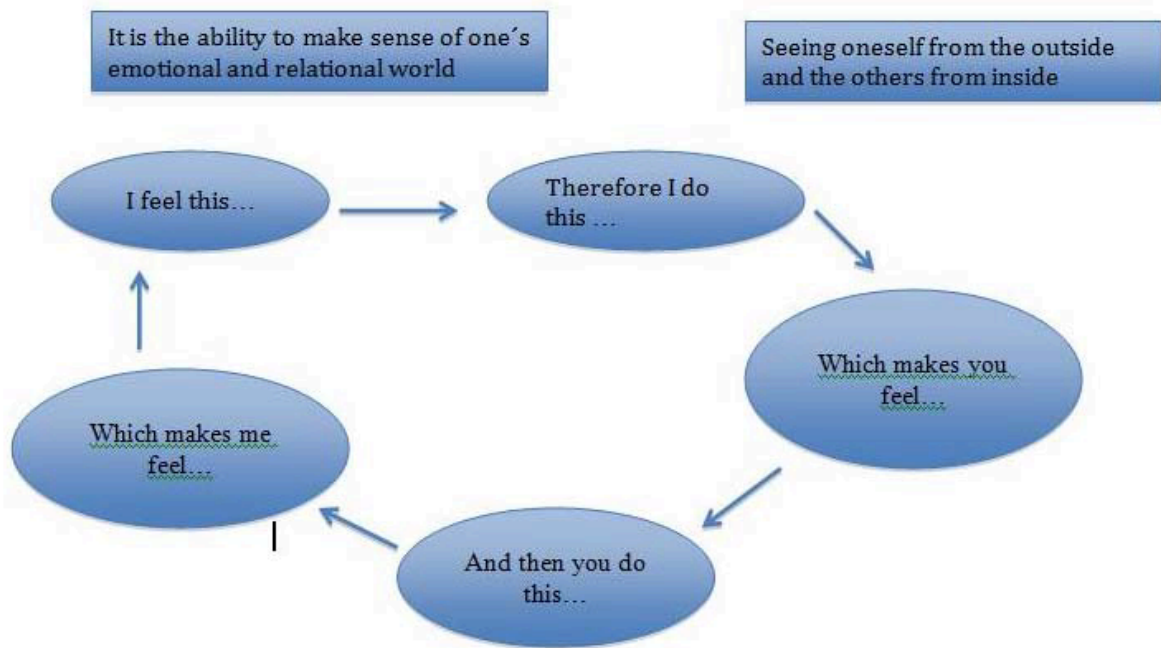 It is the ability to make sense of one´s
emotional and relational world
Seeing oneself from the outside
and the others from inside
I feel this…
Therefore I do
this …
Which makes you
feel…
And then you do
this…
Which makes me
feel…